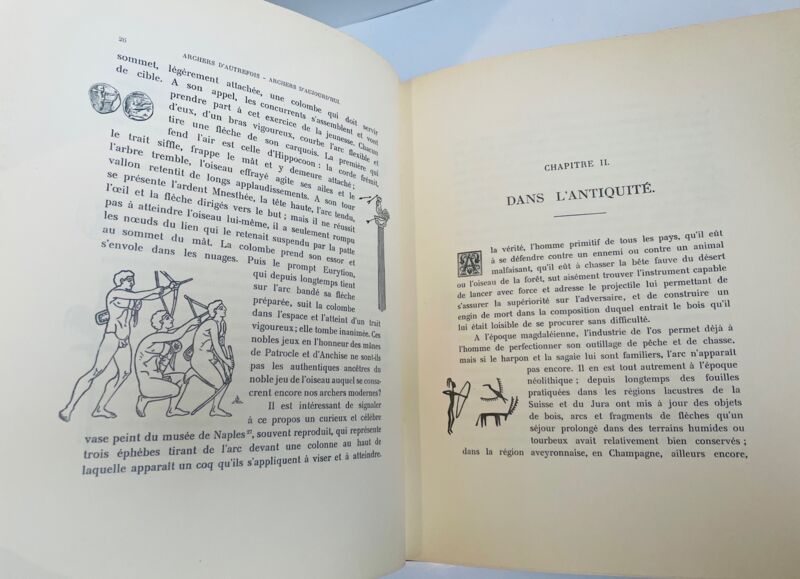 26
ARCHERS D'AUTREFOIS - ARCHERS D'AUJOURD'HUI.
sommet, légèrement attachée, une colombe qui doit servir
de cible. A son appel, les concurrents s'assemblent et vont
prendre part à cet exercice de la jeunesse. Chacun
d'eux, d'un bras vigoureux, courbe l'arc flexible et
tire une flèche de son carquois. La première qui
fend l'air est celle d'Hippocoon : la corde frémit,
le trait siffle, frappe le mât et y demeure attaché ;
l'arbre tremble, l'oiseau effrayé agite ses ailes et le
vallon retentit de longs applaudissements. A son tour
se présente l'ardent Mnesthée, la tête haute, l'arc tendu,
l'œil et la flèche dirigés vers le but ; mais il ne réussit
pas à atteindre l'oiseau lui-même, il a seulement rompu
les nœuds du lien qui le retenait suspendu par la patte
au sommet du mât. La colombe prend son essor et
s'envole dans les nuages. Puis le prompt Eurytion,
qui depuis longtemps tient
sur l'arc bandé sa flèche
préparée, suit la colombe
dans l'espace et l'atteint d'un trait
vigoureux ; elle tombe inanimée. Ces
nobles jeux en l'honneur des mânes
de Patrocle et d'Anchise ne sont-ils
pas les authentiques ancêtres du
noble jeu de l'oiseau auquel se consa-
crent encore nos archers modernes?
Il est intéressant de signaler
à ce propos un curieux et célèbre
vase peint du musée de Naples²⁷, souvent reproduit, qui représente
trois éphèbes tirant de l'arc devant une colonne au haut de
laquelle apparaît un coq qu'ils s'appliquent à viser et à atteindre.
CHAPITRE II.
DANS L'ANTIQUITÉ.
A la vérité, l'homme primitif de tous les pays, qu'il eût
à se défendre contre un ennemi ou contre un animal
malfaisant, qu'il eût à chasser la bête fauve du désert
ou l'oiseau de la forêt, sut aisément trouver l'instrument capable
de lancer avec force et adresse le projectile lui permettant de
s'assurer la supériorité sur l'adversaire, et de construire un
engin de mort dans la composition duquel entrait le bois qu'il
lui était loisible de se procurer sans difficulté.
A l'époque magdaléienne, l'industrie de l'os permet déjà à
l'homme de perfectionner son outillage de pêche et de chasse,
mais si le harpon et la sagaie lui sont familiers, l'arc n'apparaît
pas encore. Il en est tout autrement à l'époque
néolithique ; depuis longtemps des fouilles
pratiquées dans les régions lacustres de la
Suisse et du Jura ont mis à jour des objets
de bois, arcs et fragments de flèches qu'un
séjour prolongé dans des terrains humides ou
tourbeux avait relativement bien conservés ;
dans la région aveyronnaise, en Champagne, ailleurs encore,